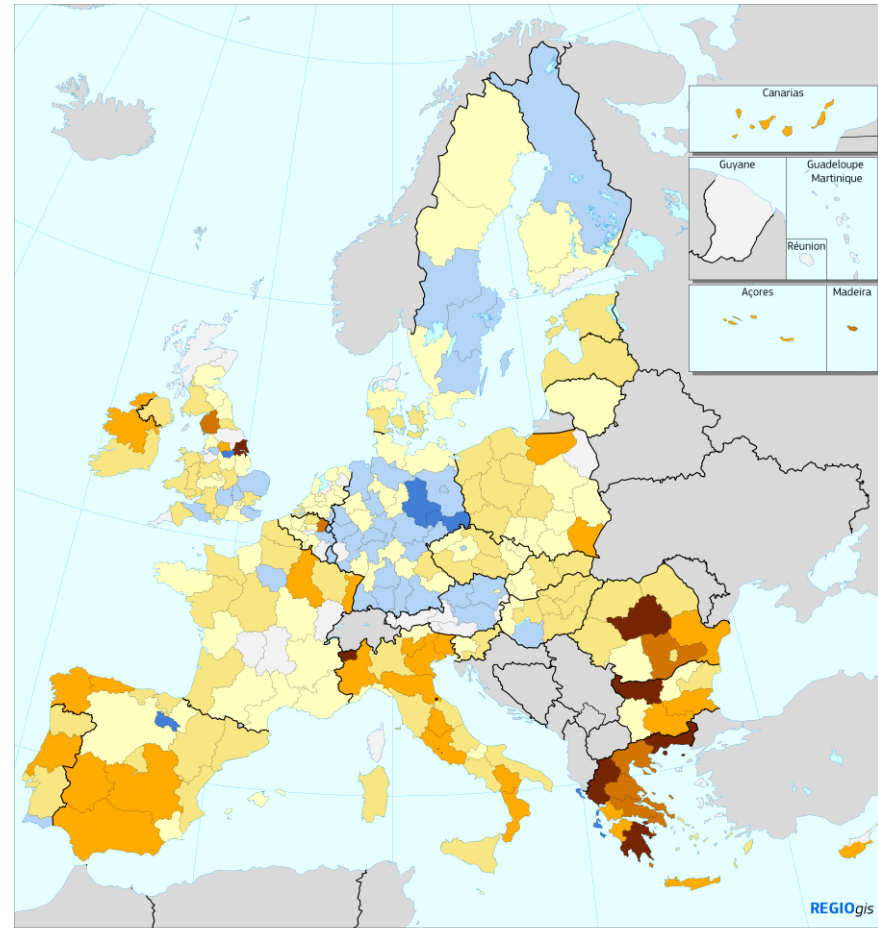 Canarias
Guyane
Guadeloupe
Martinique
Réunion
Açores
Madeira
REGIOgis